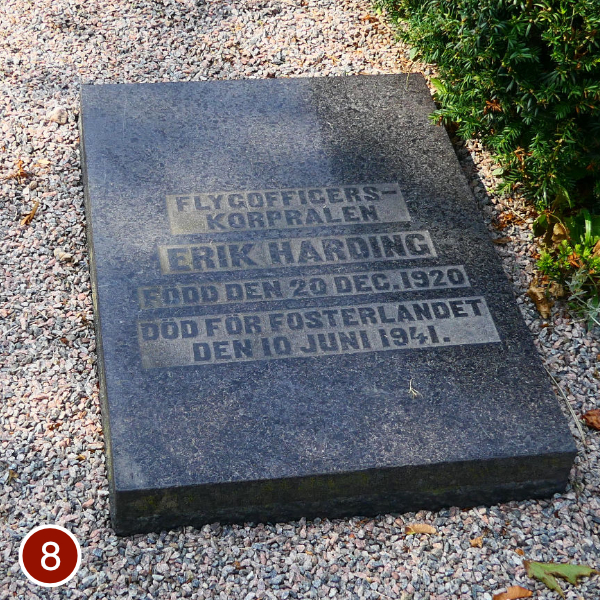 FLYGOFFICERS-
KORPRALEN
ERIK HARDING
FÖDD DEN 20 DEC. 1920
DÖD FÖR FOSTERLANDET
DEN 10 JUNI 1941.
8